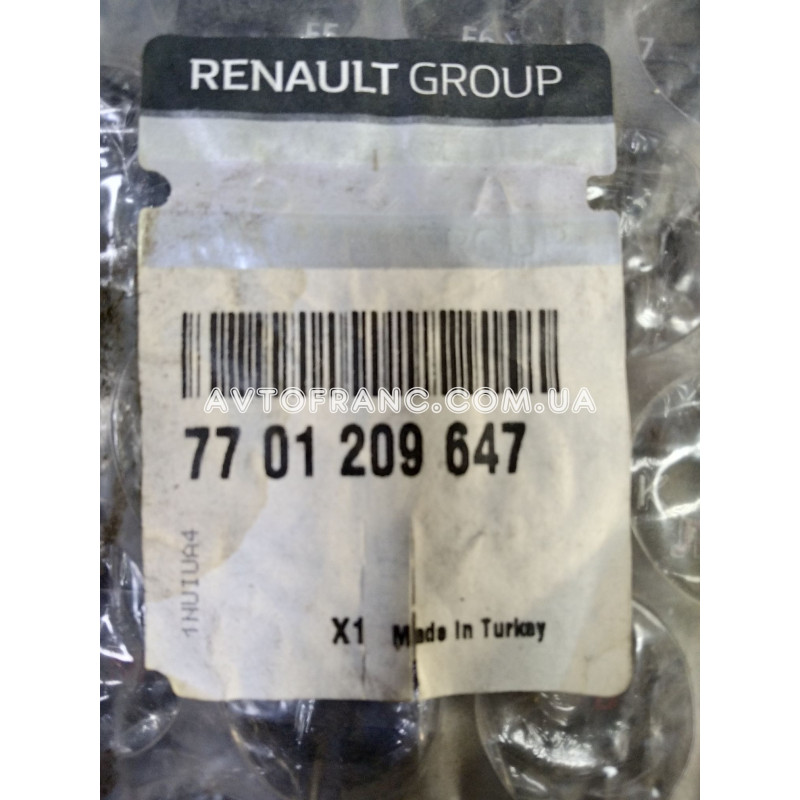 RENAULT GROUP
AVTOFRANC.COM.UA
77 01 209 647
1NUIUA4
X1 Made In Turkey